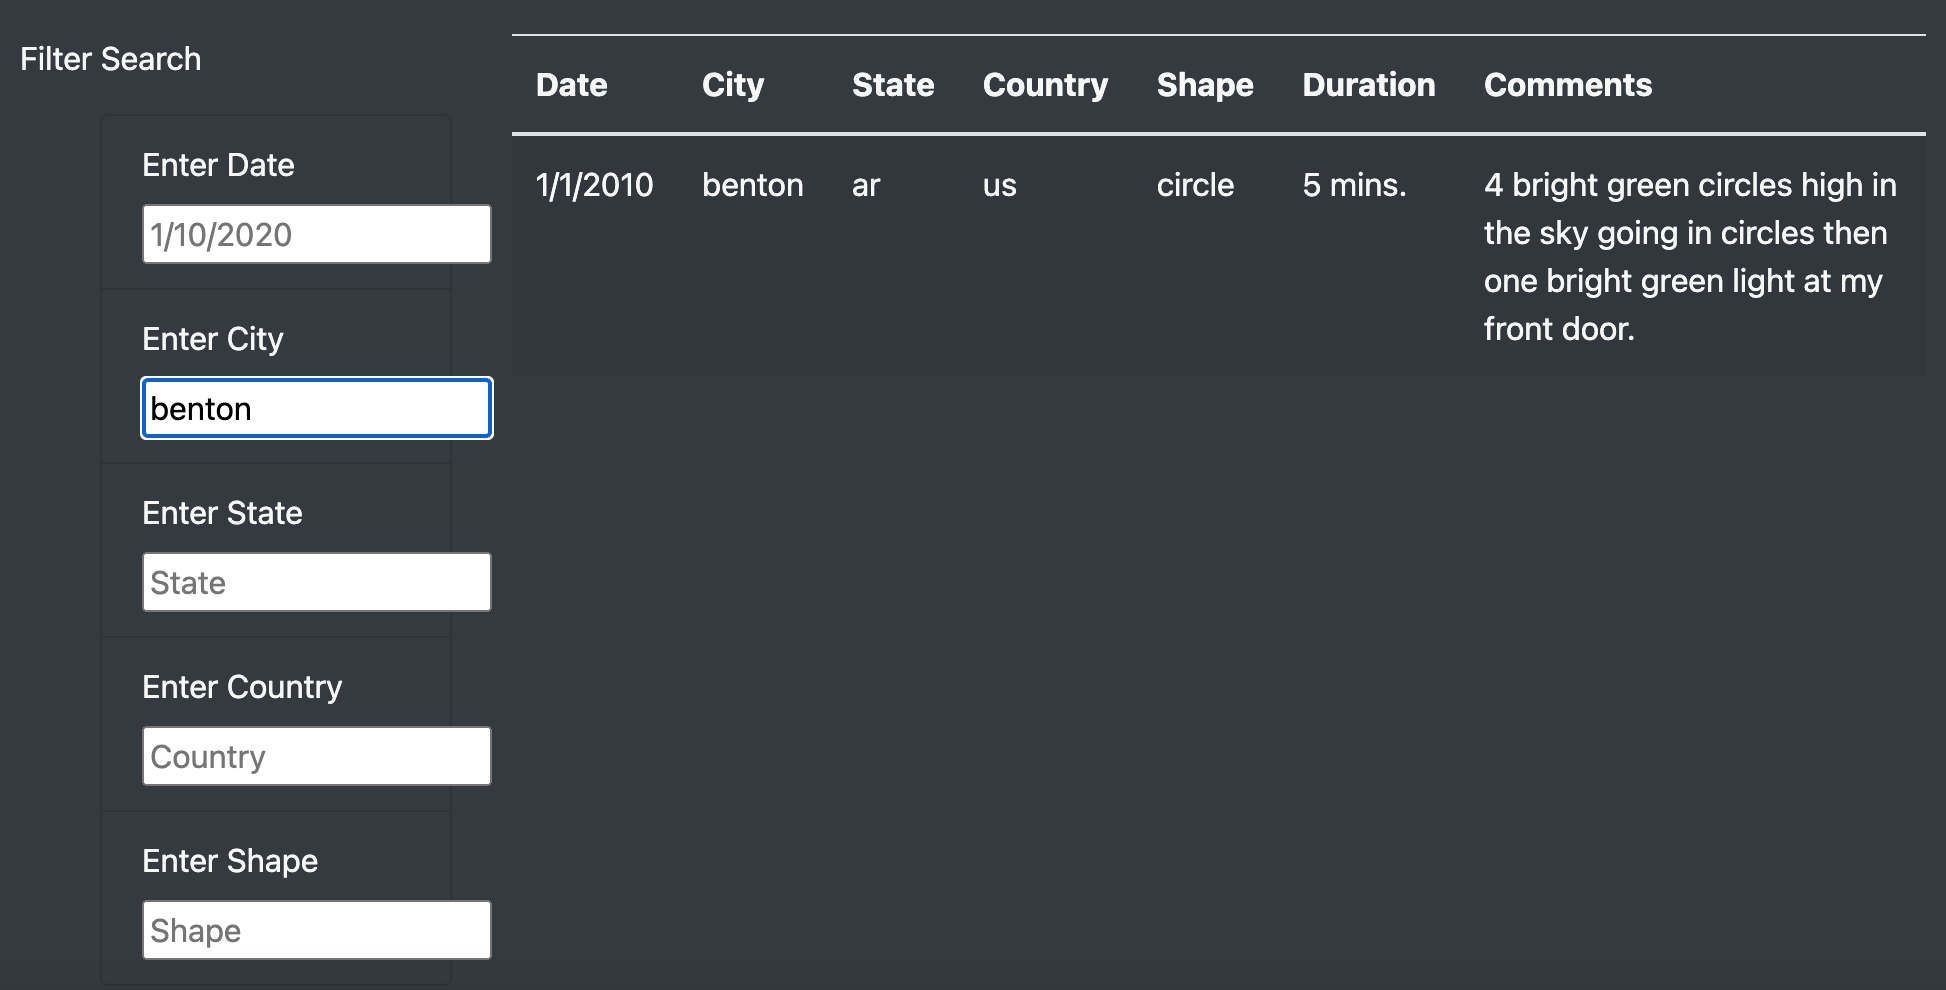 Filter Search
Enter Date
1/10/2020
Enter City
benton
Enter State
State
Enter Country
Country
Enter Shape
Shape
Date City State Country Shape Duration Comments
1/1/2010 benton ar us circle 5 mins. 4 bright green circles high in
the sky going in circles then
one bright green light at my
front door.